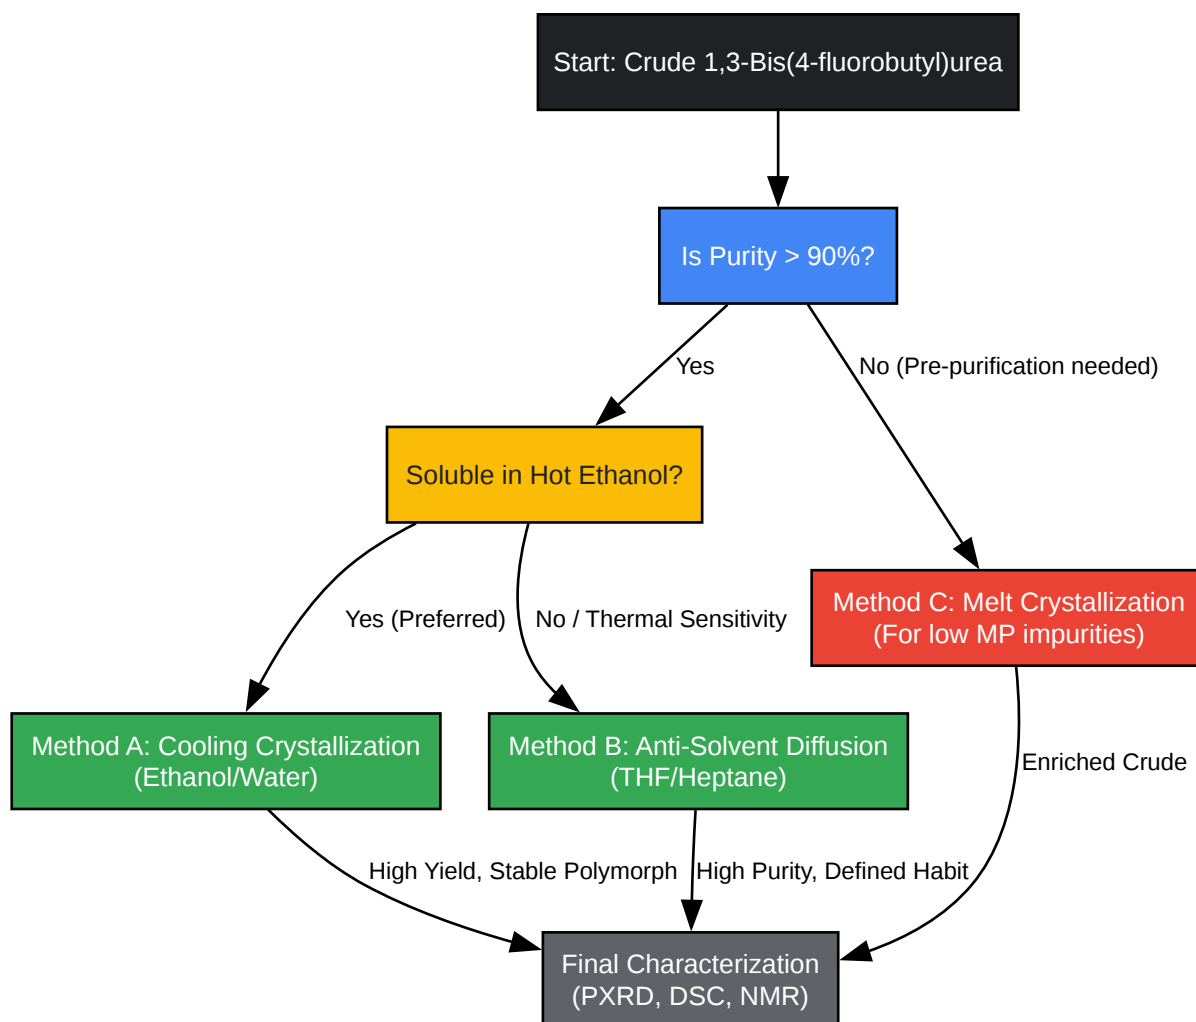 Start: Crude 1,3-Bis(4-fluorobutyl)urea
Is Purity > 90%?
Yes
No (Pre-purification needed)
Soluble in Hot Ethanol?
Yes (Preferred)
No / Thermal Sensitivity
Method C: Melt Crystallization
(For low MP impurities)
Method A: Cooling Crystallization
(Ethanol/Water)
Method B: Anti-Solvent Diffusion
(THF/Heptane)
Enriched Crude
High Yield, Stable Polymorph
High Purity, Defined Habit
Final Characterization
(PXRD, DSC, NMR)